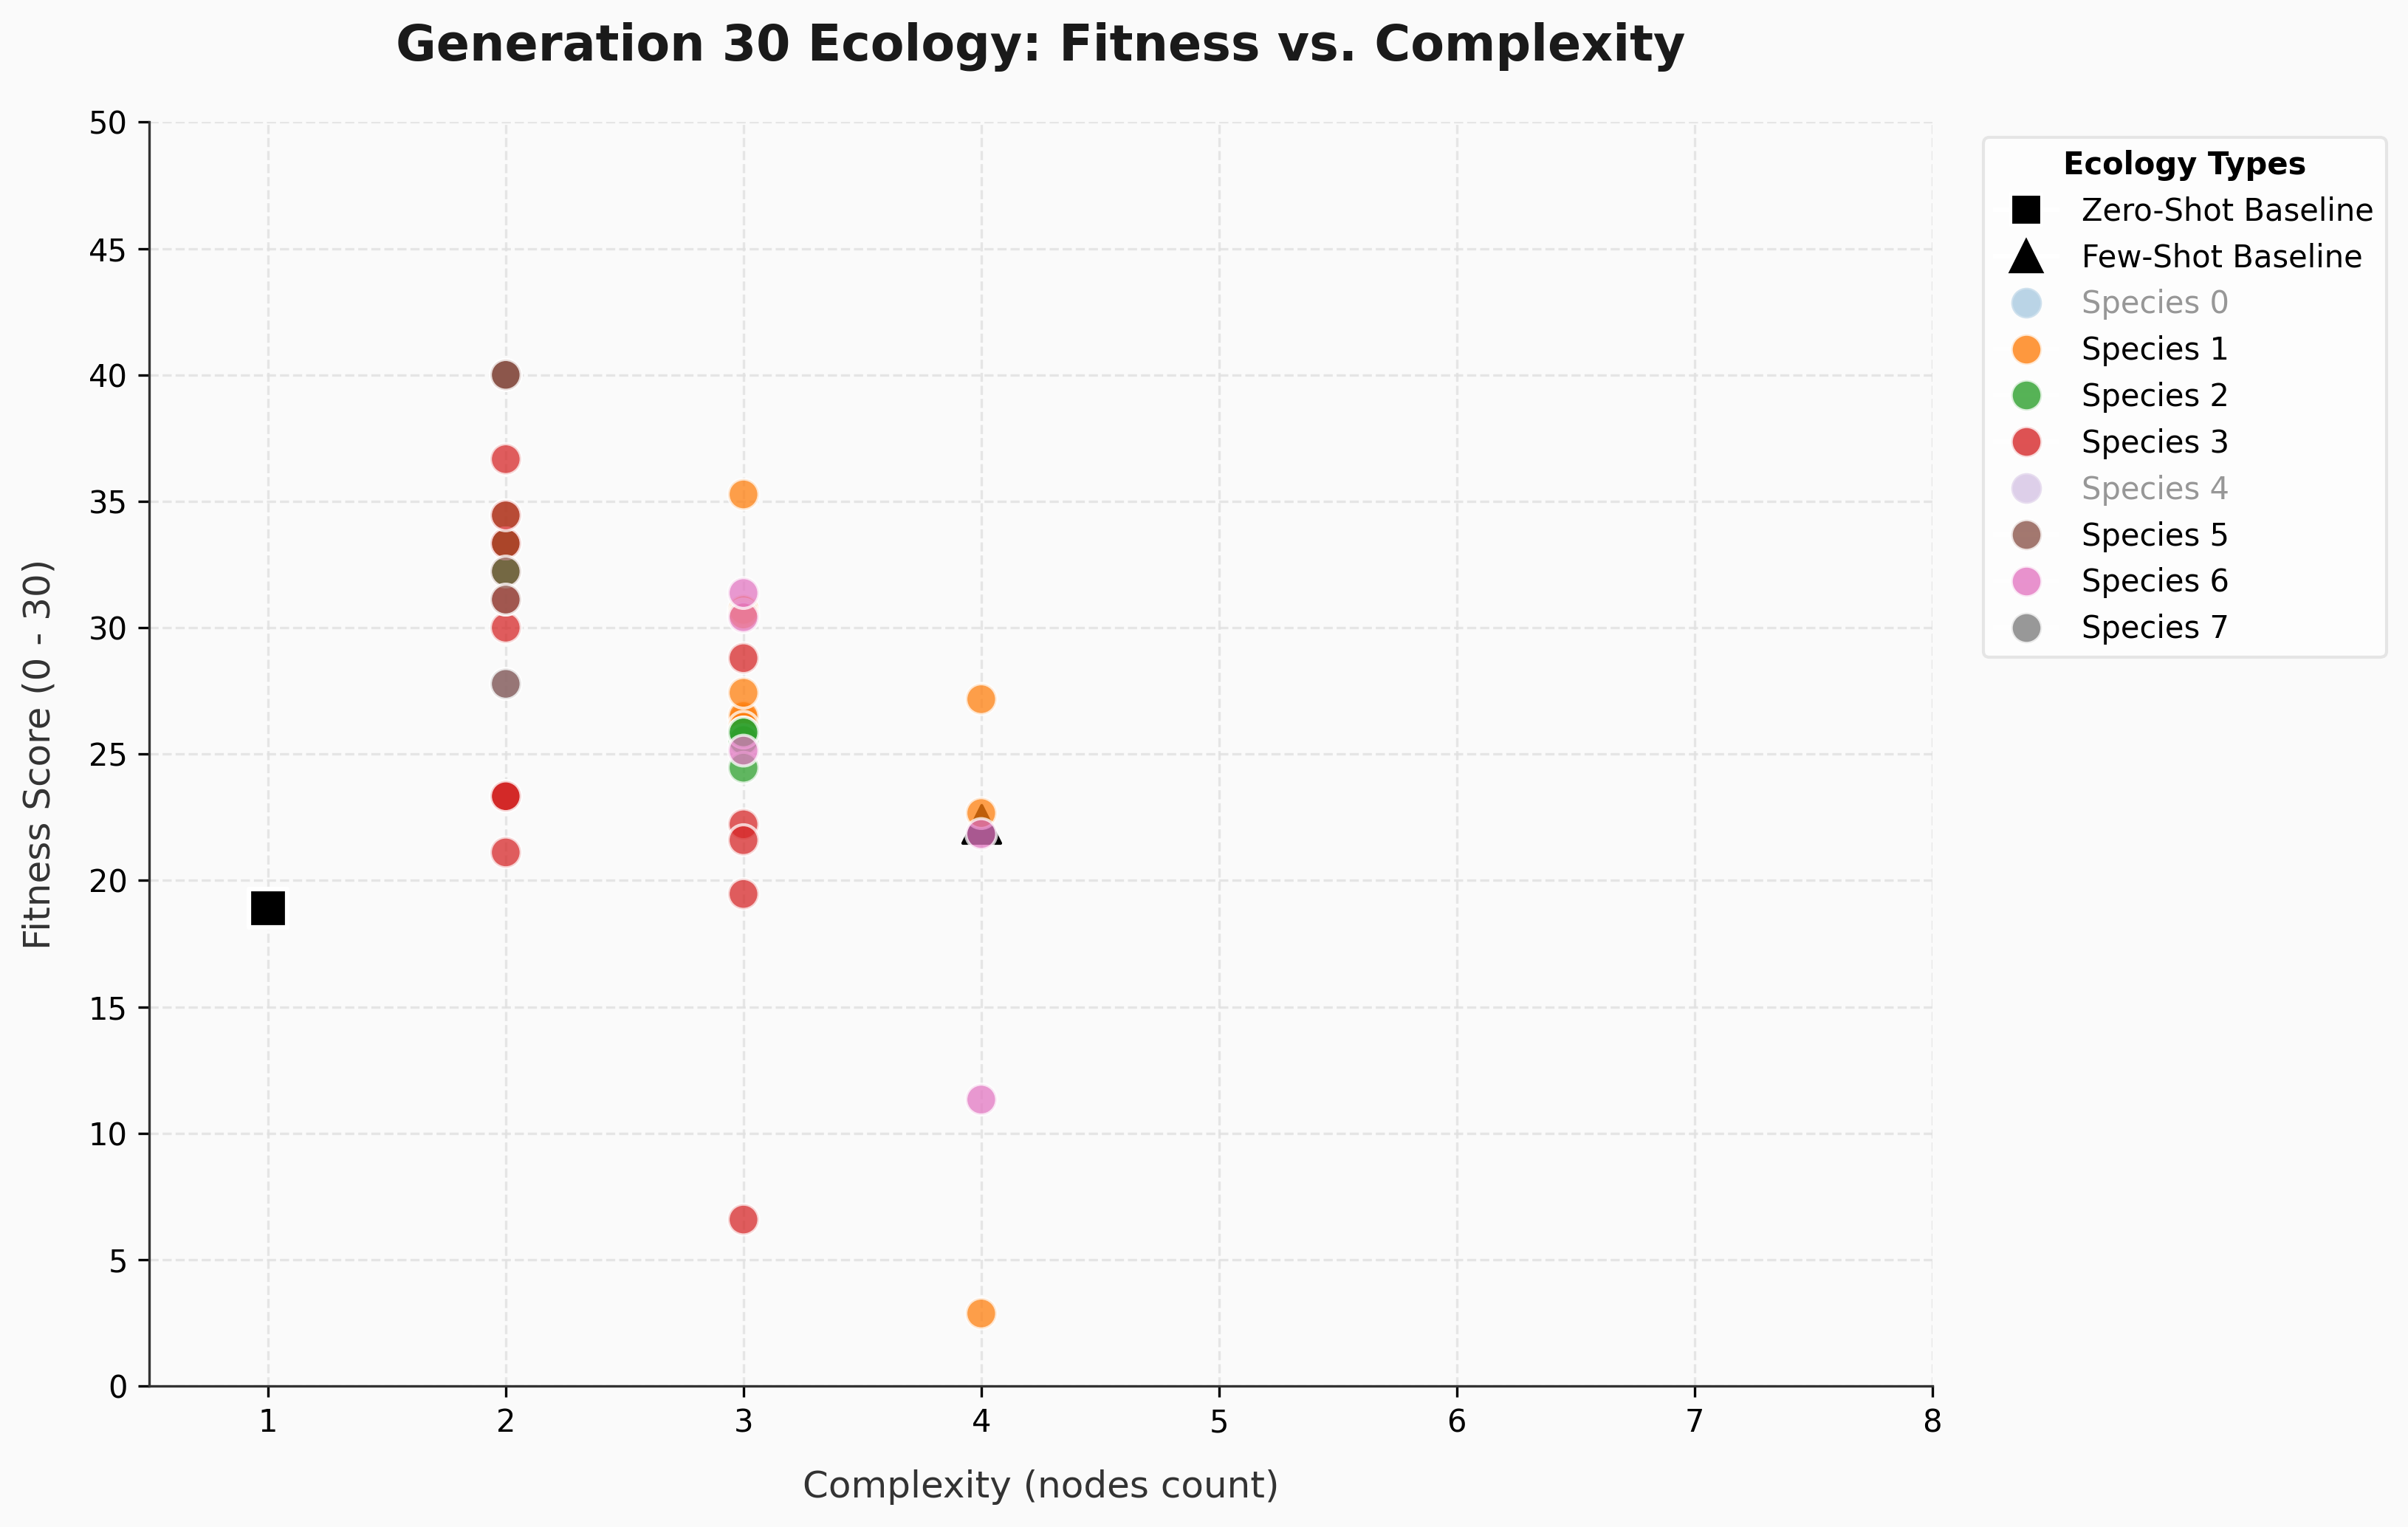 Generation 30 Ecology: Fitness vs. Complexity
50
45
40
35
30
25
20
15
10
5
0
Fitness Score (0 - 30)
1 2 3 4 5 6 7 8
Complexity (nodes count)
Ecology Types
Zero-Shot Baseline
Few-Shot Baseline
Species 0
Species 1
Species 2
Species 3
Species 4
Species 5
Species 6
Species 7